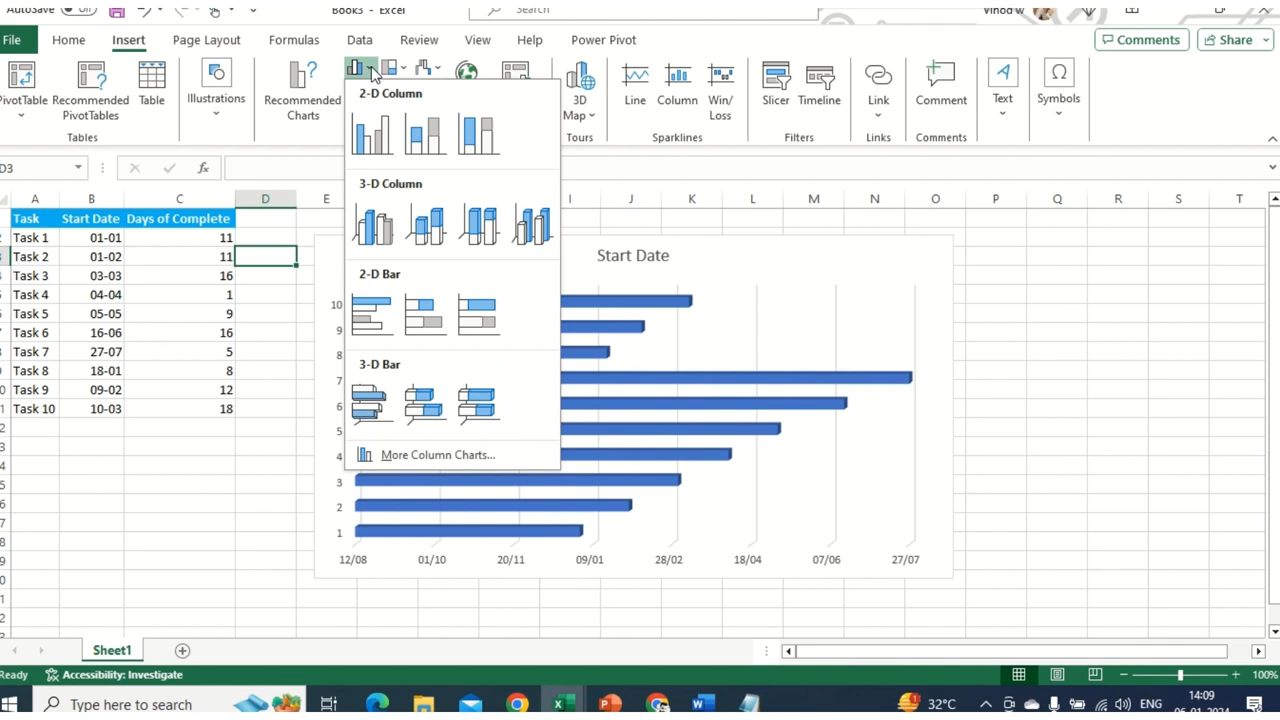 AutoSave Off Book3 - Excel Search Vinod w
File Home Insert Page Layout Formulas Data Review View Help Power Pivot Comments Share
PivotTable Recommended PivotTables Table Illustrations Recommended Charts 3D Map Line Column Win/ Loss Slicer Timeline Link Comment Text Symbols
Tables Tours Sparklines Filters Links Comments
2-D Column
3-D Column
2-D Bar
3-D Bar
More Column Charts...
D3 fx
A B C D E I J K L M N O P Q R S T
Task Start Date Days of Complete
Task 1 01-01 11
Task 2 01-02 11
Task 3 03-03 16
Task 4 04-04 1
Task 5 05-05 9
Task 6 16-06 16
Task 7 27-07 5
Task 8 18-01 8
Task 9 09-02 12
Task 10 10-03 18
Start Date
10
9
8
7
6
5
4
3
2
1
12/08 01/10 20/11 09/01 28/02 18/04 07/06 27/07
Sheet1
Ready Accessibility: Investigate 100%
Type here to search 32°C ENG 14:09
06-01-2024